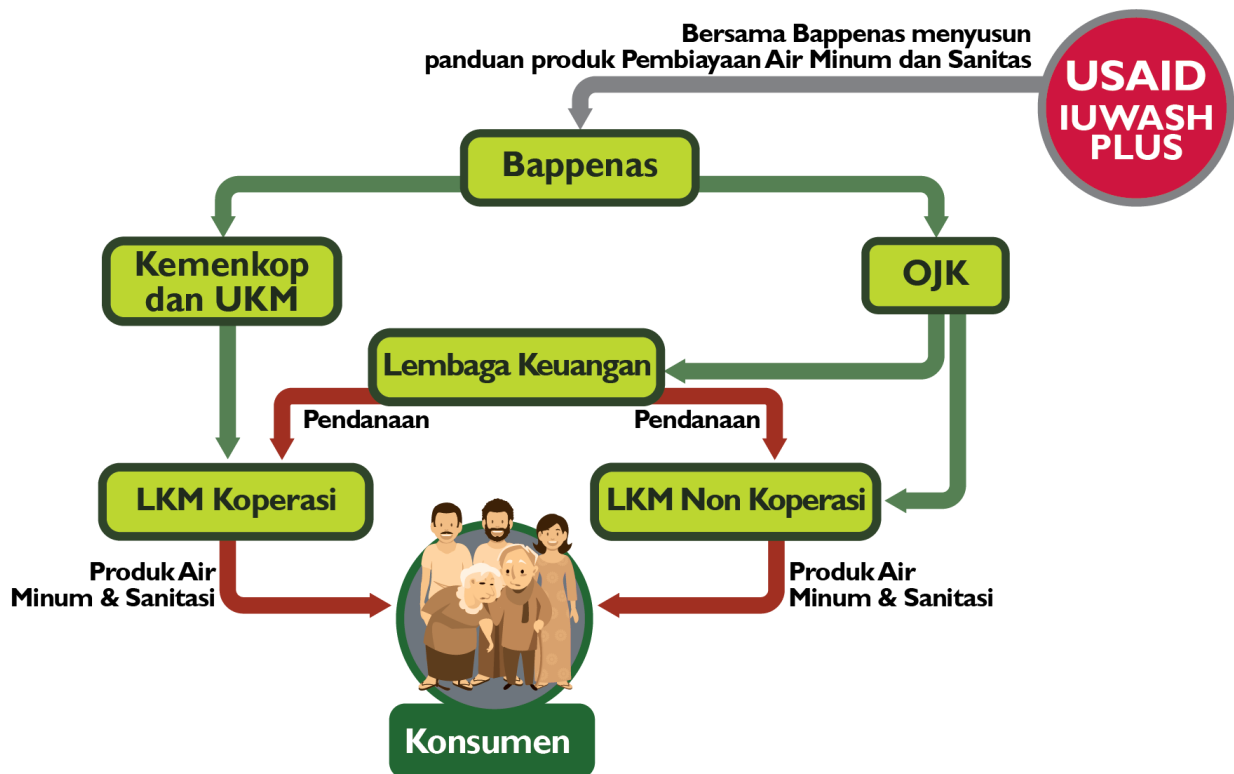 Bersama Bappenas menyusun
panduan produk Pembiayaan Air Minum dan Sanitas
USAID
IUWASH
PLUS
Bappenas
Kemenkop
dan UKM
OJK
Lembaga Keuangan
Pendanaan
Pendanaan
LKM Koperasi
LKM Non Koperasi
Produk Air
Minum & Sanitasi
Produk Air
Minum & Sanitasi
Konsumen